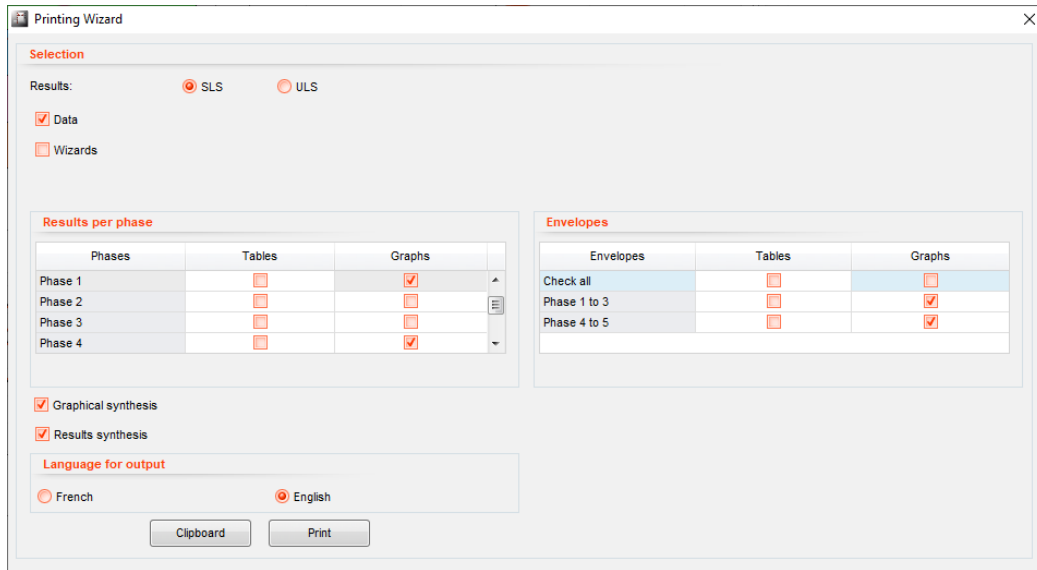 Printing Wizard
Selection
Results: SLS ULS
Data
Wizards
Results per phase
Phases Tables Graphs
Phase 1
Phase 2
Phase 3
Phase 4
Envelopes
Envelopes Tables Graphs
Check all
Phase 1 to 3
Phase 4 to 5
Graphical synthesis
Results synthesis
Language for output
French English
Clipboard Print